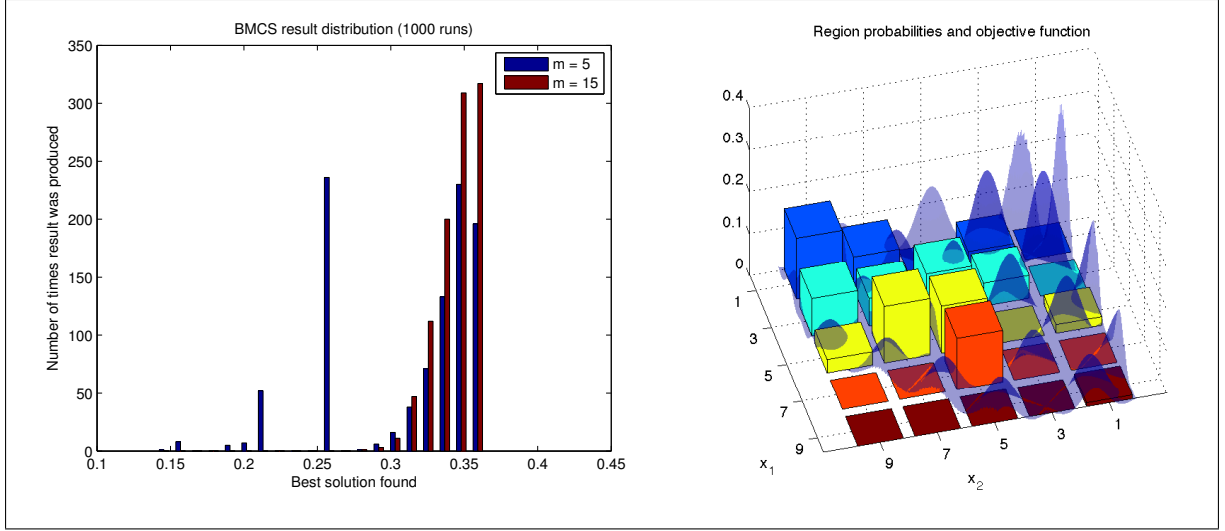 BMCS result distribution (1000 runs)
350
300
250
200
150
100
50
0
0.1 0.15 0.2 0.25 0.3 0.35 0.4 0.45
Number of times result was produced
Best solution found
m = 5
m = 15
Region probabilities and objective function
0.4
0.3
0.2
0.1
0
1
3
5
7
9
x1
9 7 5 3 1
x2